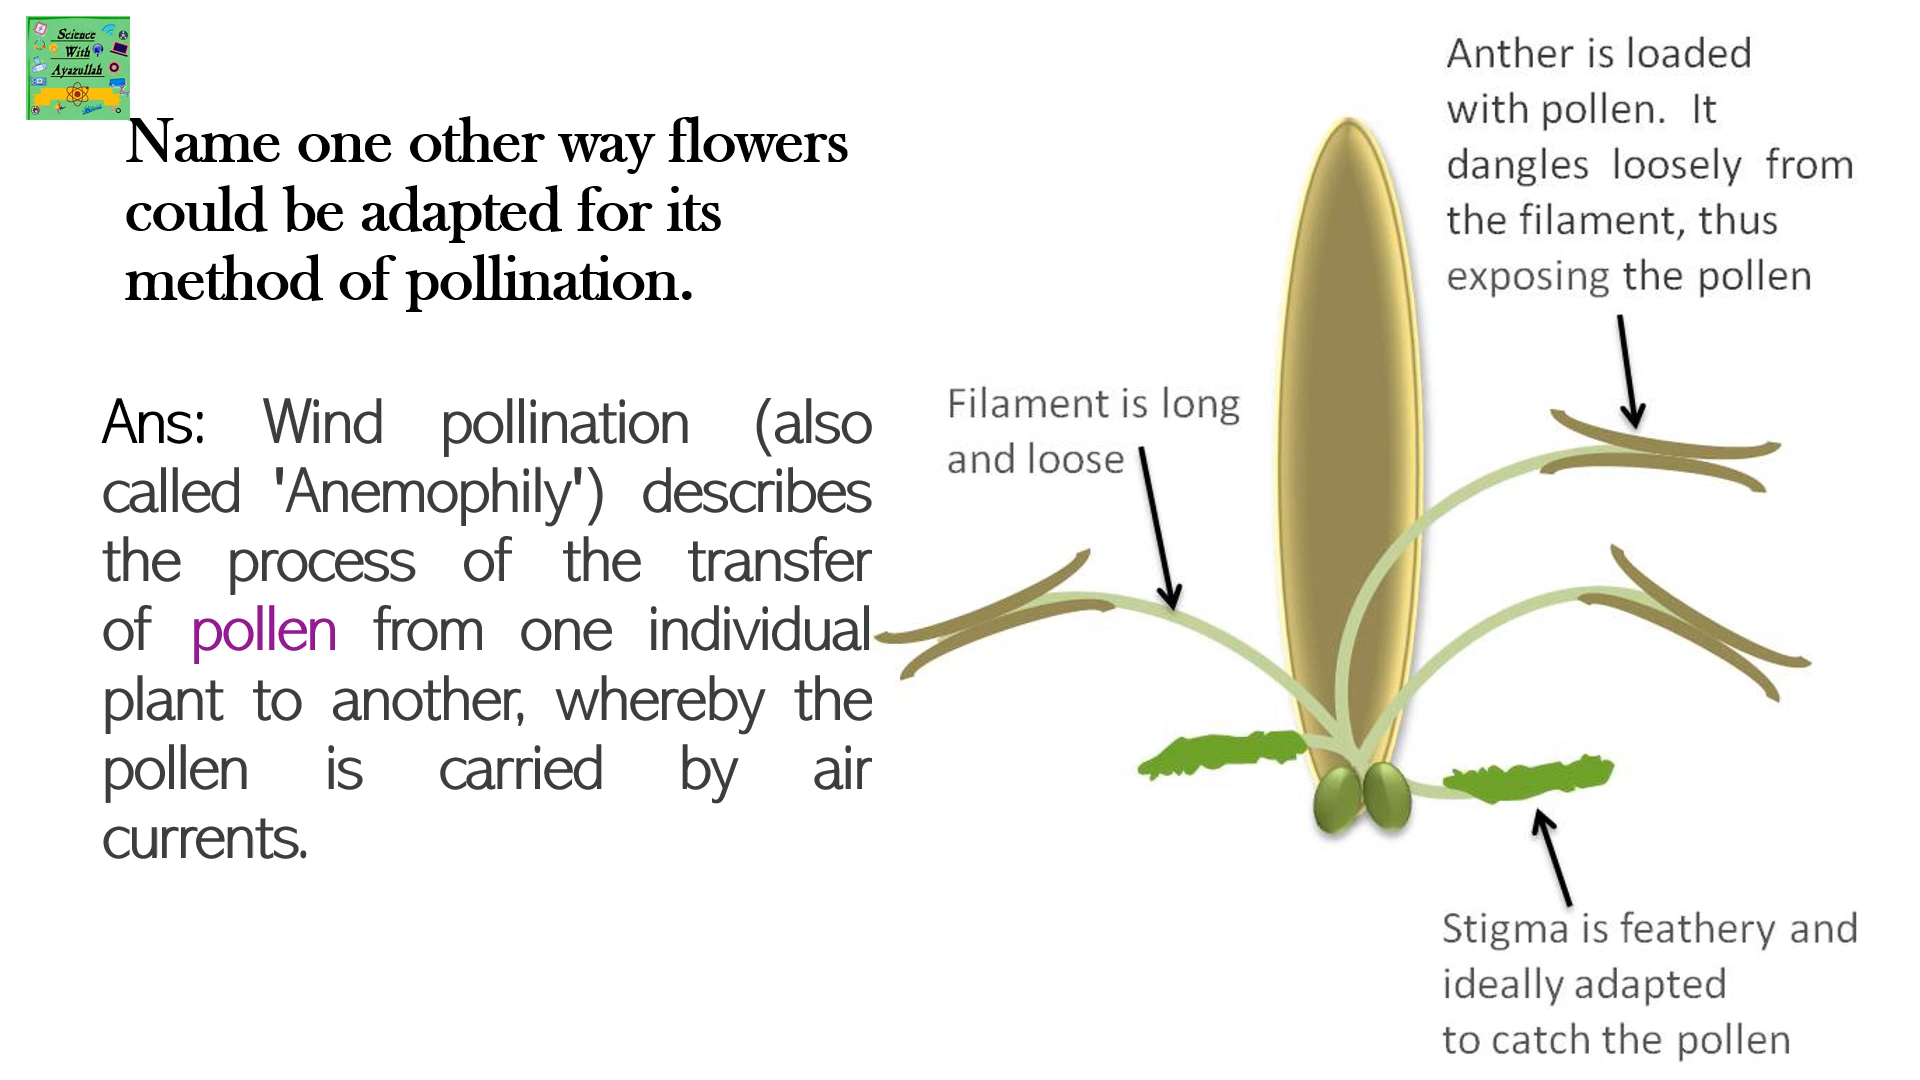 Science
With
Ayazullah
Name one other way flowers
could be adapted for its
method of pollination.
Ans: Wind pollination (also
called 'Anemophily') describes
the process of the transfer
of pollen from one individual
plant to another, whereby the
pollen is carried by air
currents.
Anther is loaded
with pollen. It
dangles loosely from
the filament, thus
exposing the pollen
Filament is long
and loose
Stigma is feathery and
ideally adapted
to catch the pollen